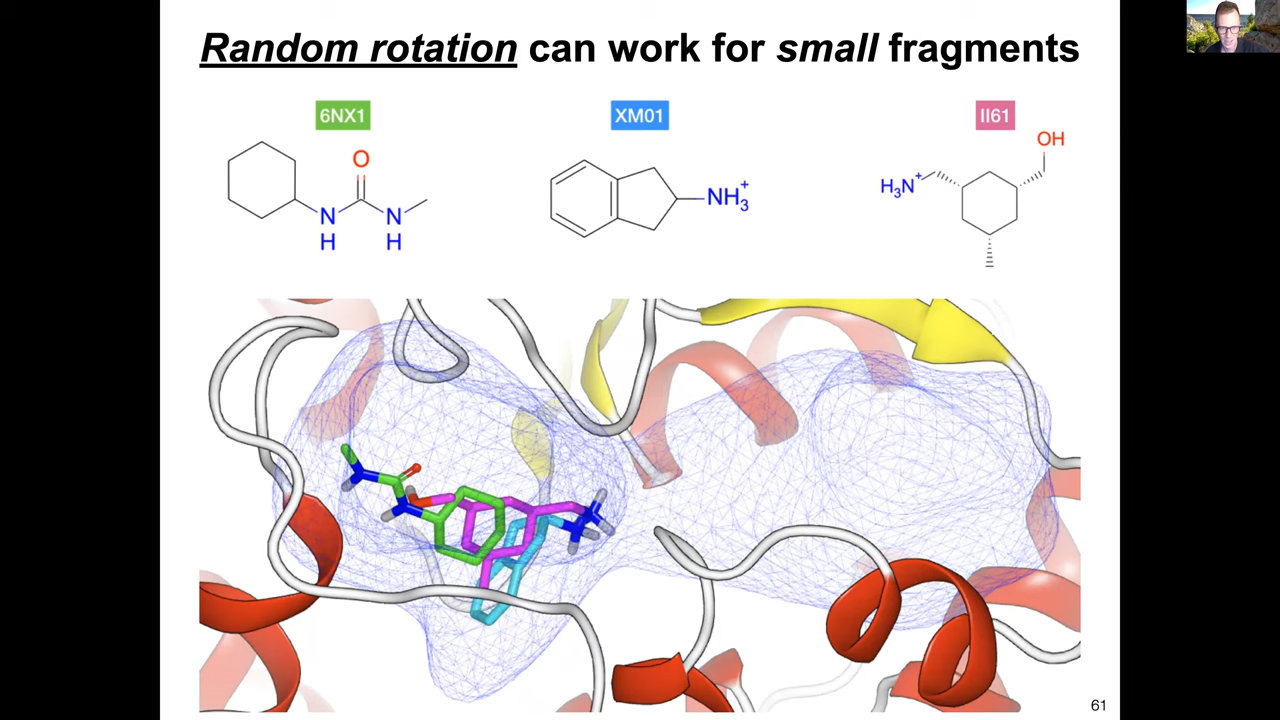 Random rotation can work for small fragments
6NX1
XM01
II61
O
N
H
N
H
NH3+
H3N+
OH
61